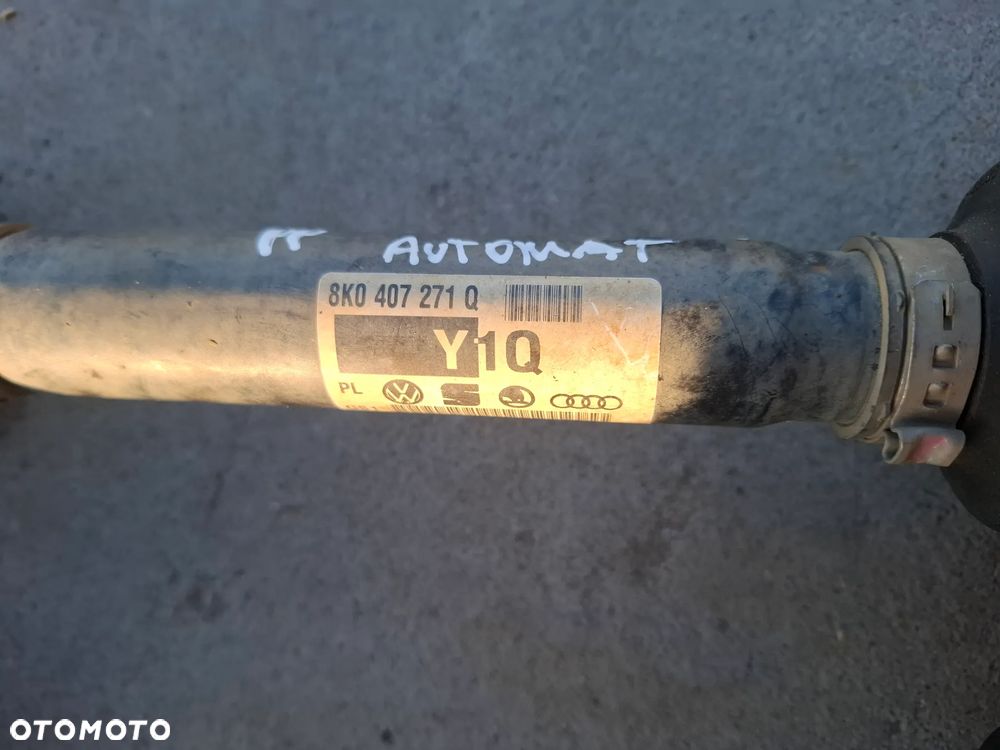 PP AUTOMAT
8K0 407 271 Q
Y1Q
PL
OTOMOTO